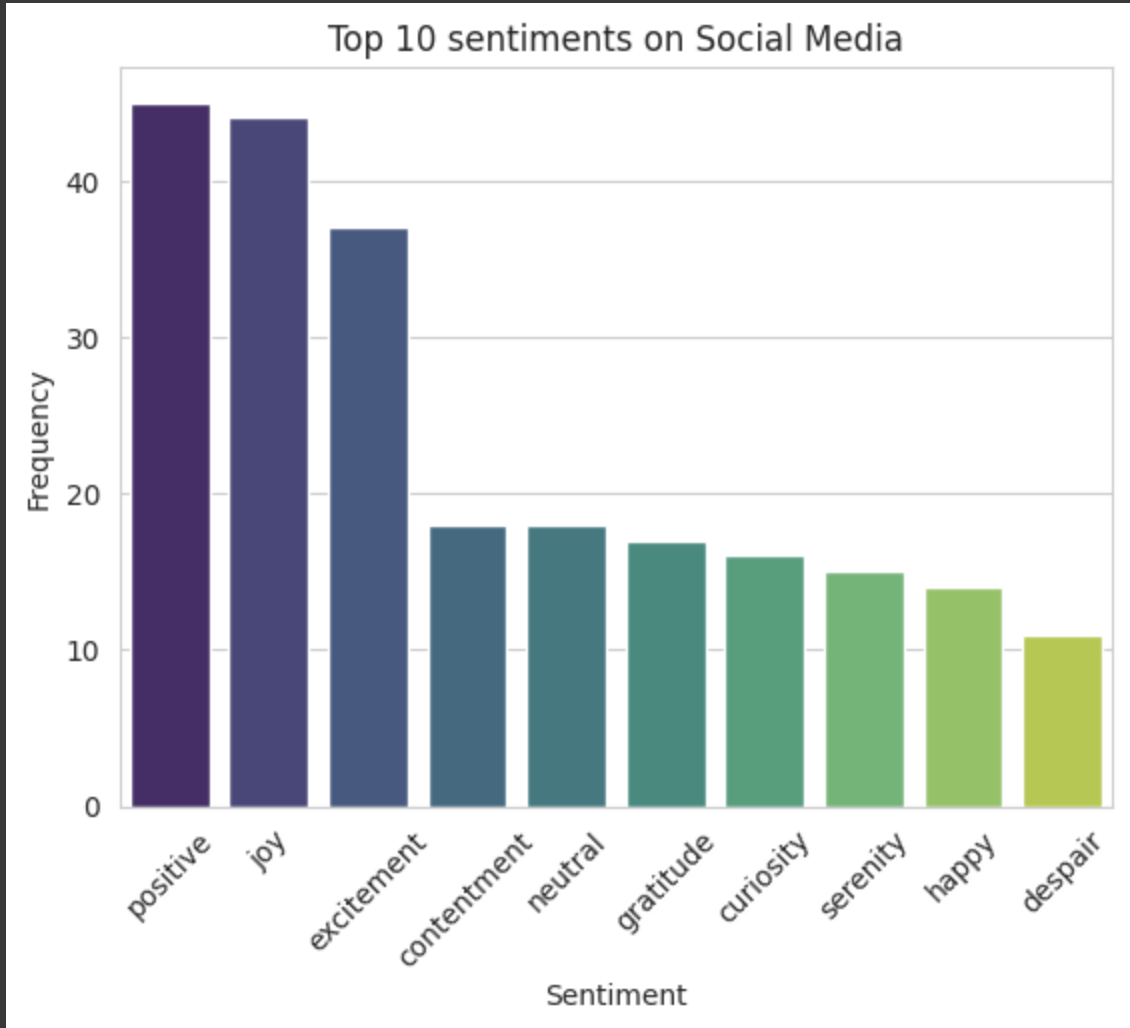 Top 10 sentiments on Social Media
Frequency
40
30
20
10
0
positive
joy
excitement
contentment
neutral
gratitude
curiosity
serenity
happy
despair
Sentiment